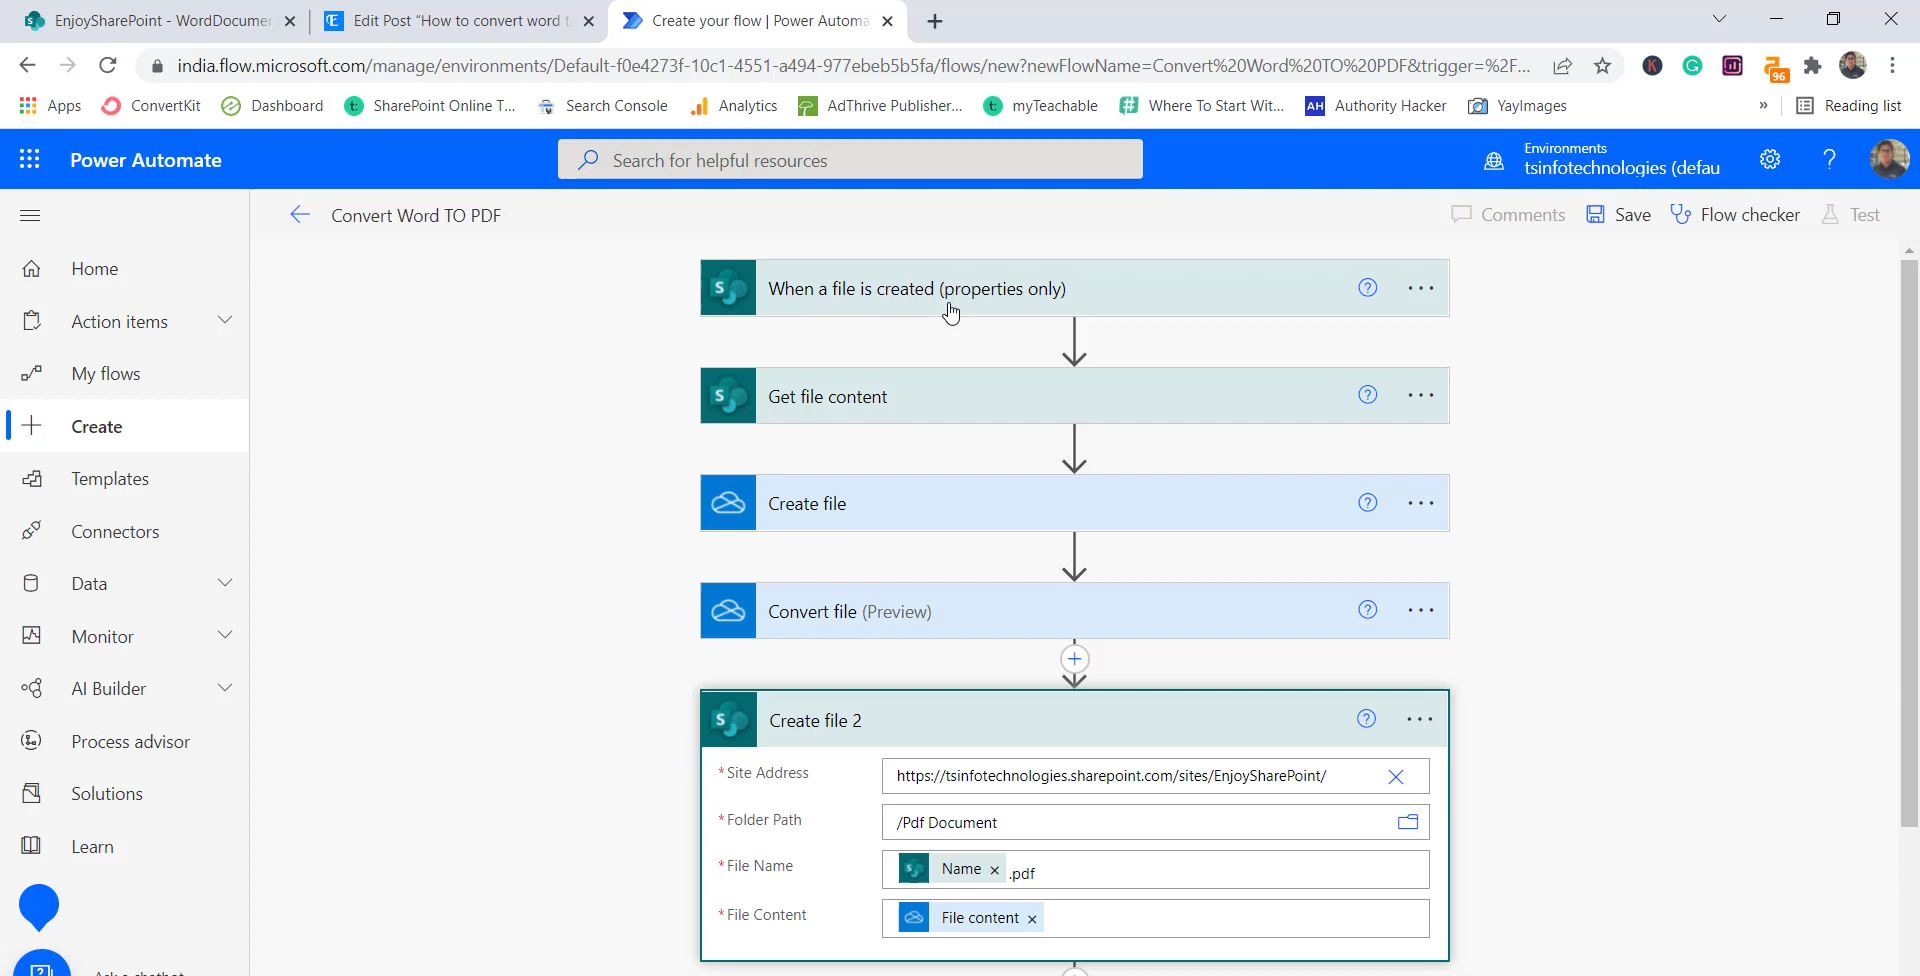 EnjoySharePoint - WordDocumen
Edit Post “How to convert word t
Create your flow | Power Automa
india.flow.microsoft.com/manage/environments/Default-f0e4273f-10c1-4551-a494-977ebeb5b5fa/flows/new?newFlowName=Convert%20Word%20TO%20PDF&trigger=%2F...
K
G
96
Apps
ConvertKit
Dashboard
SharePoint Online T...
Search Console
Analytics
AdThrive Publisher...
myTeachable
Where To Start Wit...
AH
Authority Hacker
YayImages
»
Reading list
Power Automate
Search for helpful resources
Environments
tsinfotechnologies (defau
?
Convert Word TO PDF
Comments
Save
Flow checker
Test
Home
Action items
My flows
Create
Templates
Connectors
Data
Monitor
AI Builder
Process advisor
Solutions
Learn
When a file is created (properties only)
Get file content
Create file
Convert file (Preview)
Create file 2
*Site Address
https://tsinfotechnologies.sharepoint.com/sites/EnjoySharePoint/
*Folder Path
/Pdf Document
*File Name
Name × .pdf
*File Content
File content ×